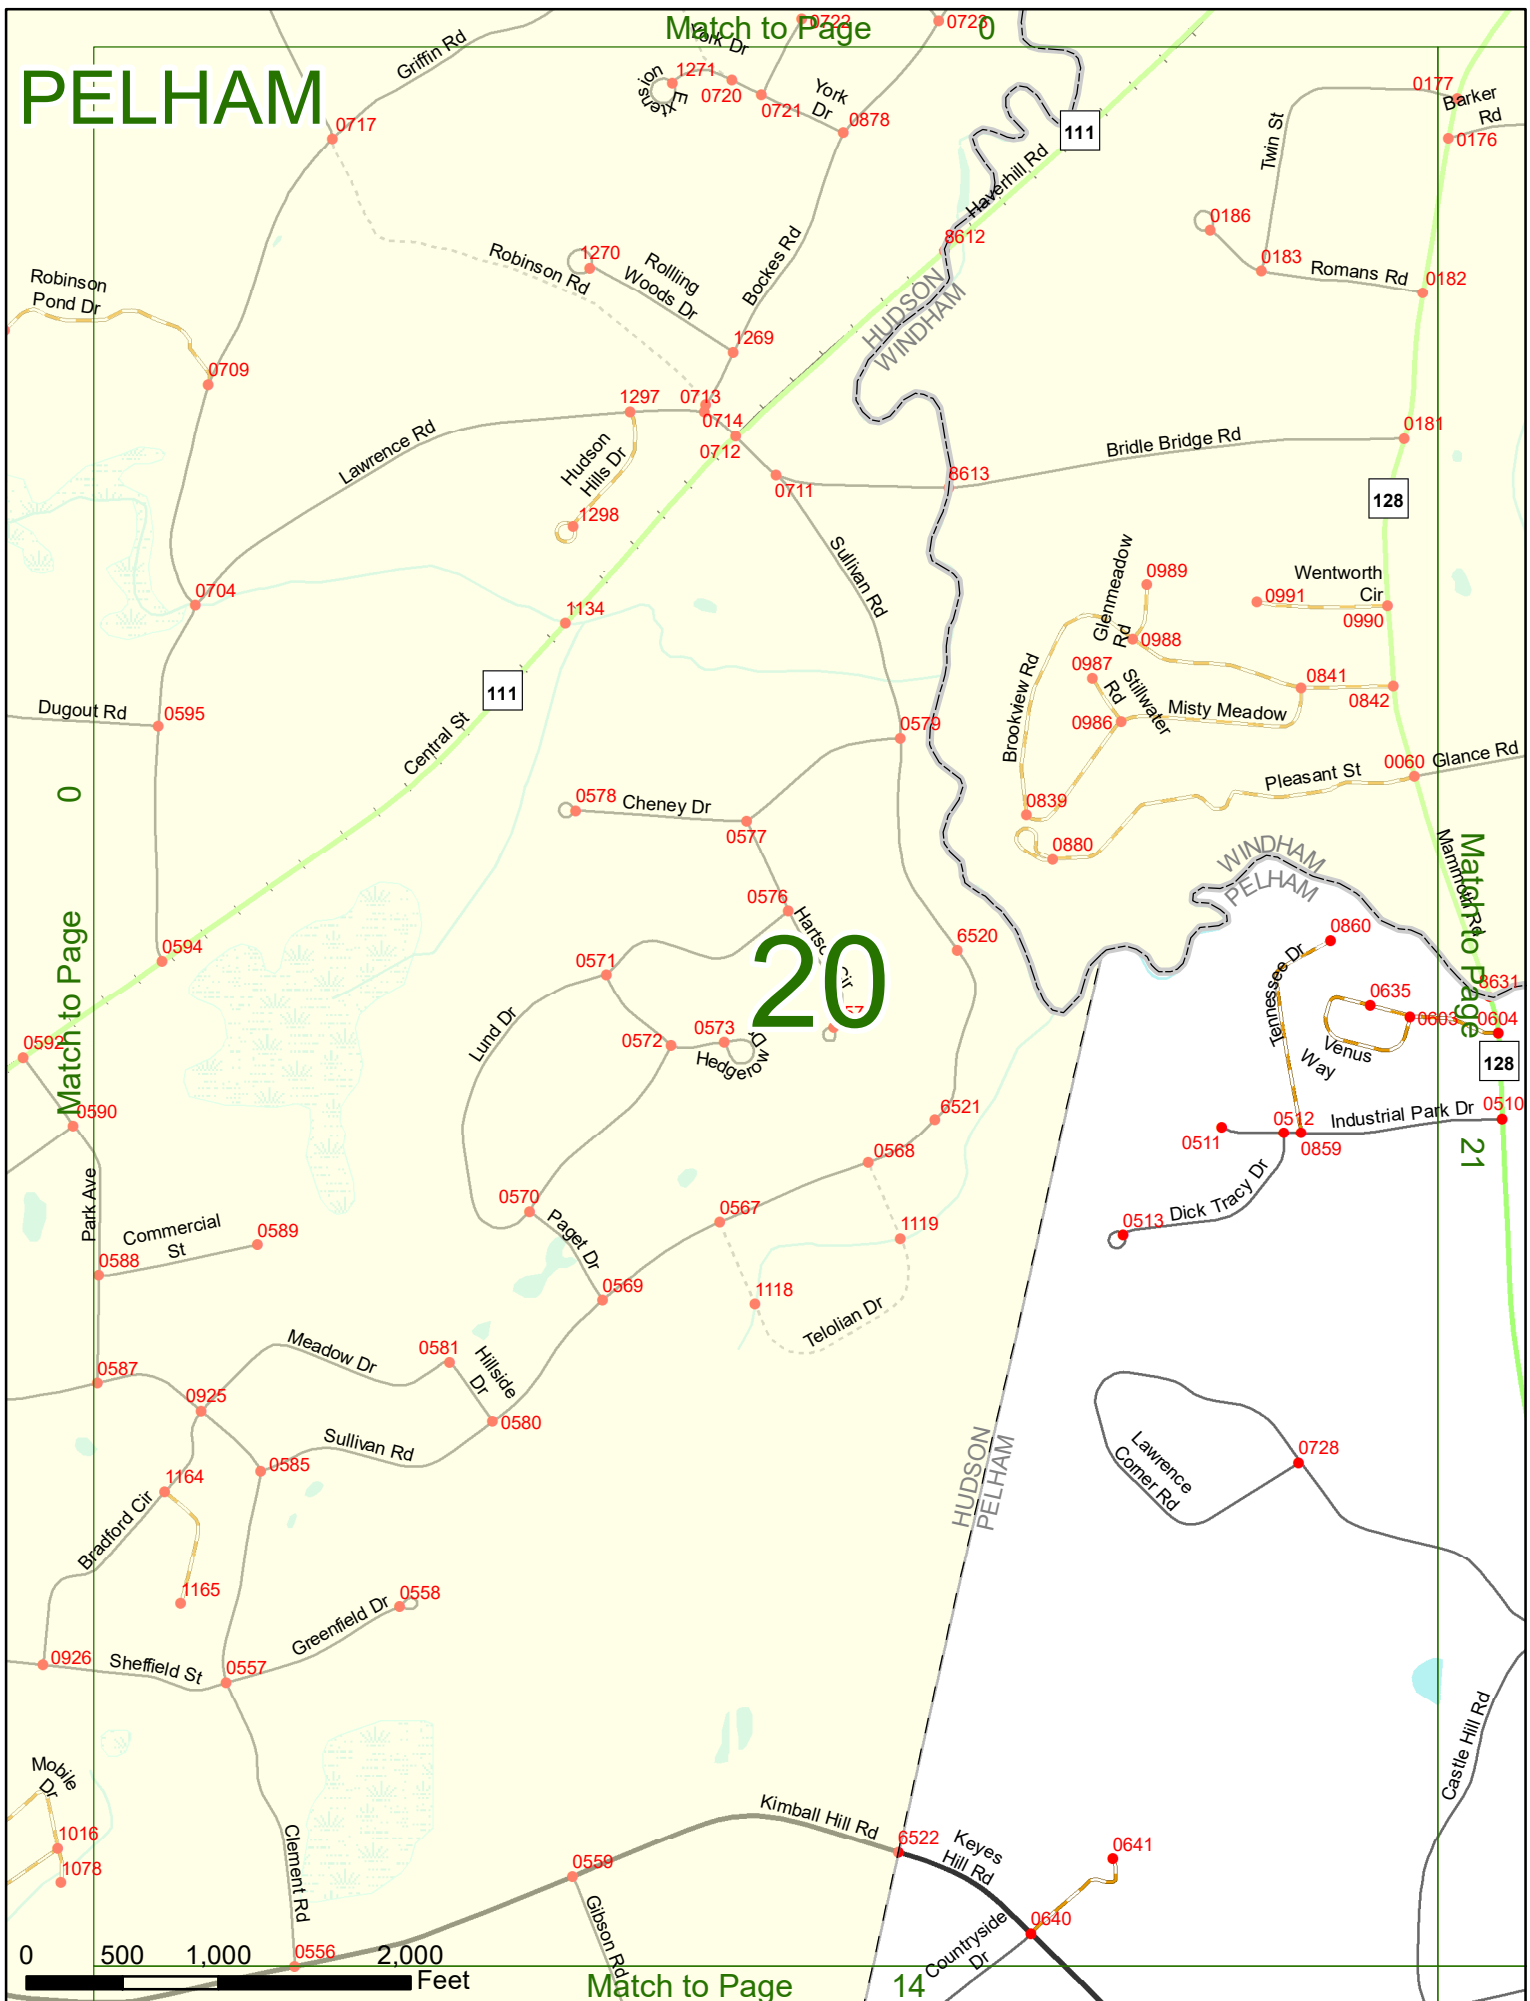 Match to Page 0
PELHAM
Griffin Rd
York Dr
0722
0723
1271
0720
0721
York
Dr
0878
Extension
0717
111
Haverhill Rd
8612
0177
Barker
Rd
0176
Twin St
0186
0183
Romans Rd
0182
Robinson
Pond Dr
Robinson Rd
1270
Rollling
Woods Dr
Bockes Rd
1269
HUDSON
WINDHAM
0709
1297
0713
0714
0712
0711
Lawrence Rd
Hudson
Hills Dr
1298
8613
Bridle Bridge Rd
0181
128
Sullivan Rd
0704
1134
111
Glenmeadow
Rd
0989
0988
Wentworth
Cir
0991
0990
0987
Stillwater
Rd
0986
Brookview Rd
0841
0842
Misty Meadow
Dugout Rd
0595
Central St
0579
0060
Glance Rd
Pleasant St
0839
0880
0578
Cheney Dr
0577
0576
Mammoth Rd
WINDHAM
PELHAM
Match to Page 0
Match to Page 21
20
0594
0571
6520
0860
Tennessee Dr
0635
0603
0604
8631
Venus
Way
128
0592
Lund Dr
0572
0573
Hedgerow Dr
0590
6521
0568
0512
0511
0859
Industrial Park Dr
0510
Park Ave
Commercial
St
0589
0588
0570
Paget Dr
0567
0569
1119
1118
Telolian Dr
0513
Dick Tracy Dr
Meadow Dr
0581
Hillside
Dr
0580
0587
0925
Sullivan Rd
0585
1164
Bradford Cir
1165
HUDSON
PELHAM
Lawrence
Corner Rd
0728
Greenfield Dr
0558
0926
Sheffield St
0557
Castle Hill Rd
Mobile
Dr
1016
1078
Clement Rd
Kimball Hill Rd
0559
Gibson Rd
6522
Keyes
Hill Rd
0641
0640
Countryside
Dr
0556
0 500 1,000 2,000
Feet
Match to Page 14